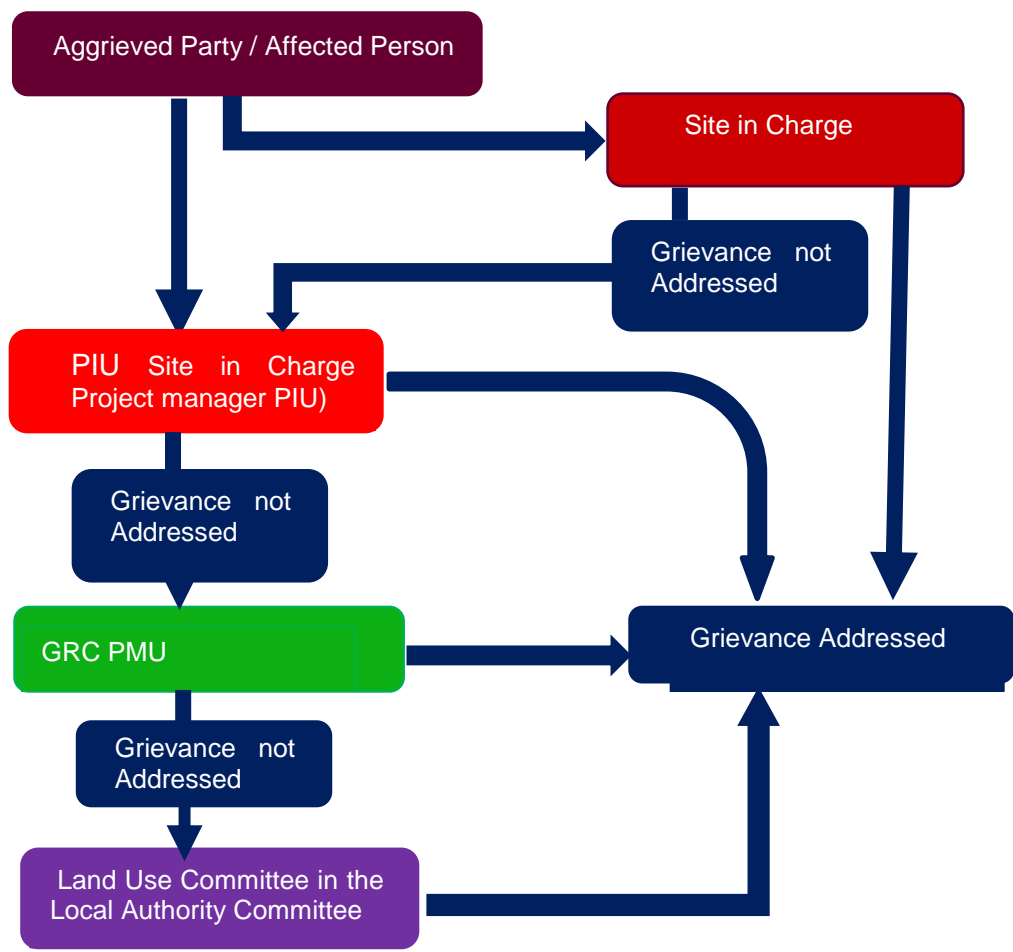 Aggrieved Party / Affected Person
Site in Charge
Grievance not
Addressed
PIU Site in Charge
Project manager PIU)
Grievance not
Addressed
GRC PMU
Grievance Addressed
Grievance not
Addressed
Land Use Committee in the
Local Authority Committee